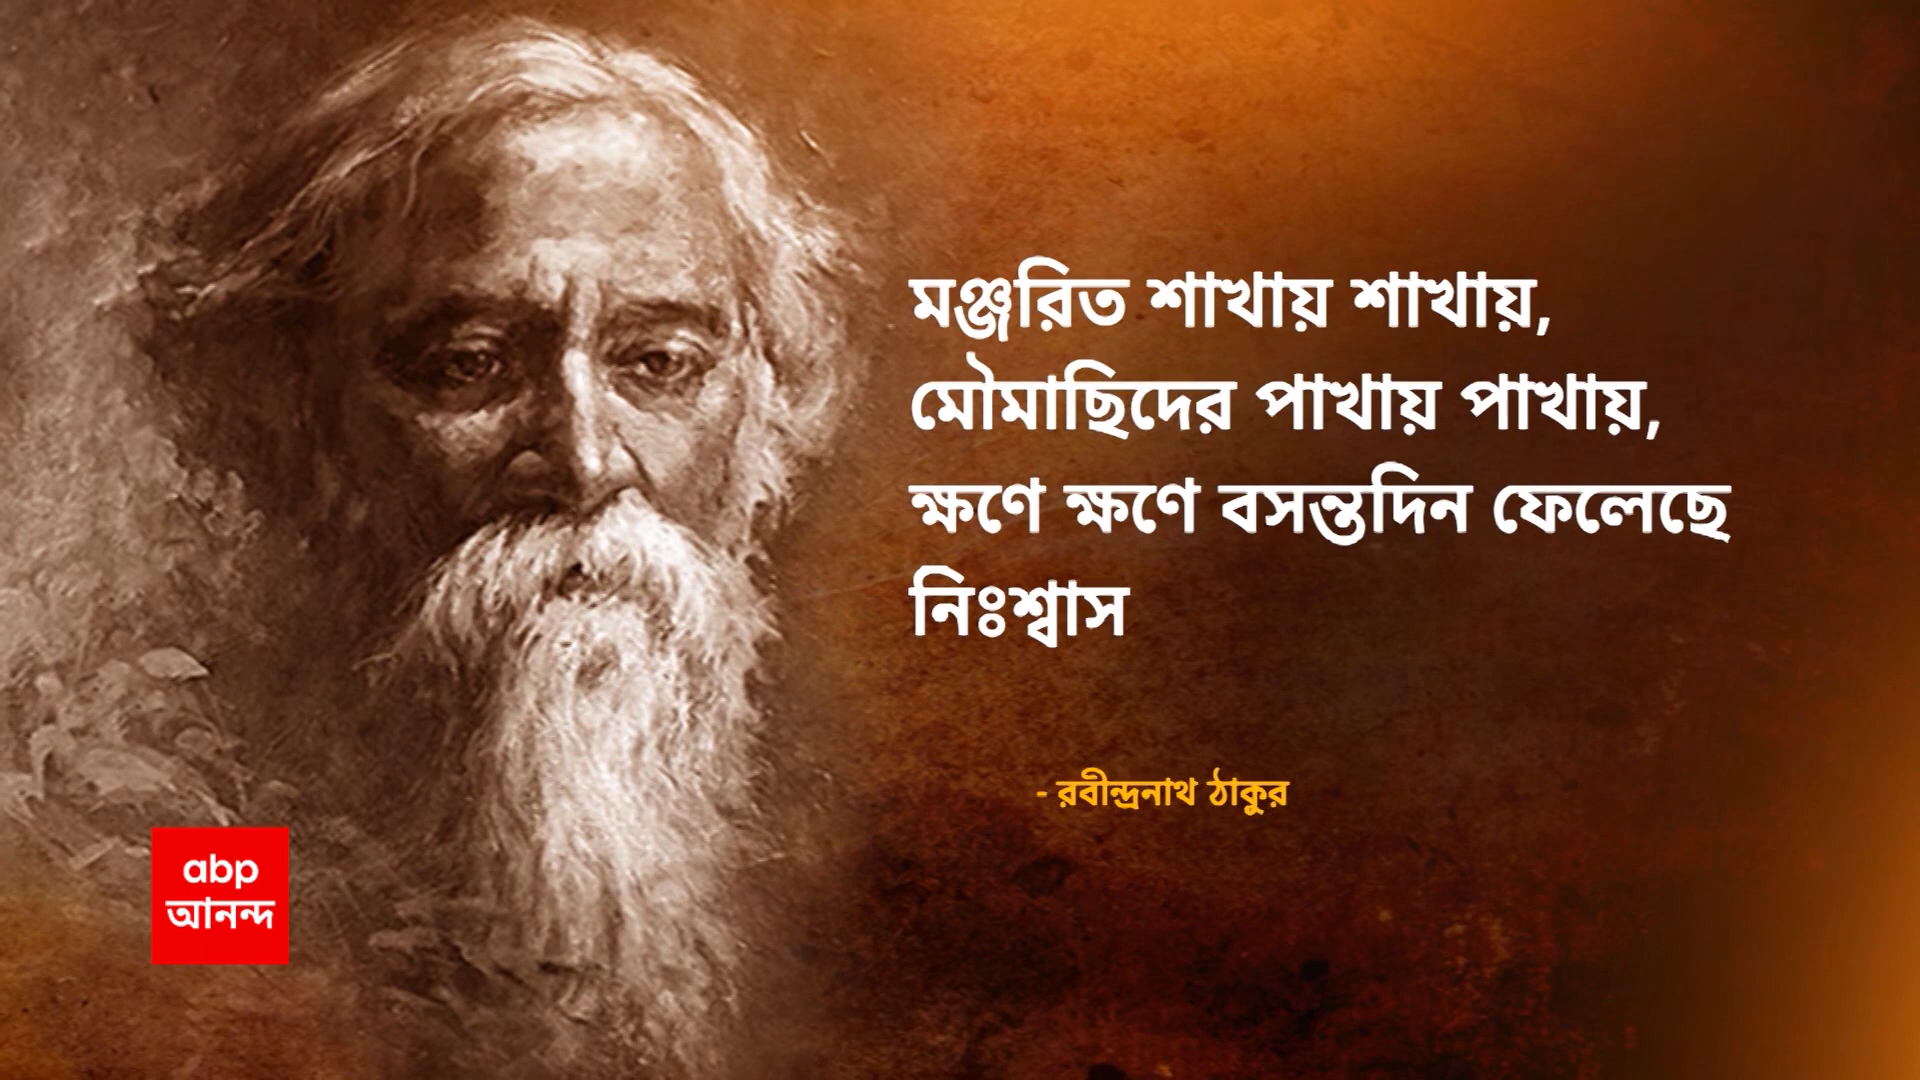 মঞ্জরিত শাখায় শাখায়,
মৌমাছিদের পাখায় পাখায়,
ক্ষণে ক্ষণে বসন্তদিন ফেলেছে
নিঃশ্বাস
- রবীন্দ্রনাথ ঠাকুর
abp
আনন্দ